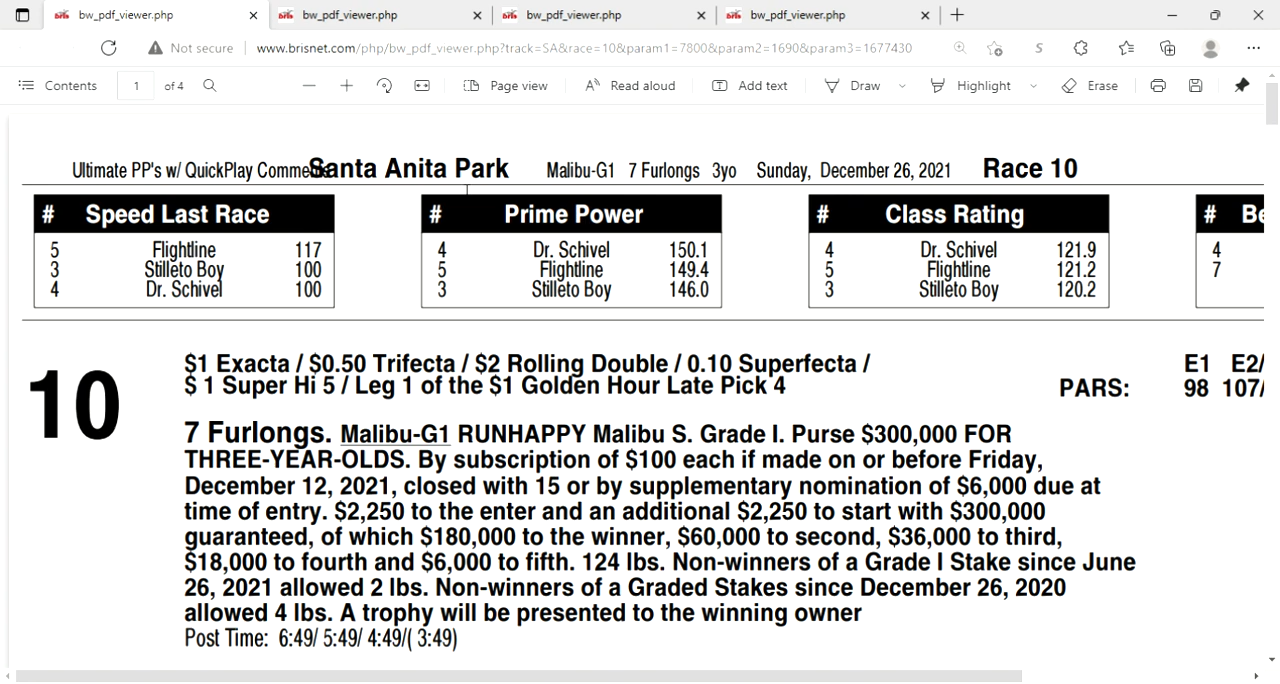 bw_pdf_viewer.php
bw_pdf_viewer.php
bw_pdf_viewer.php
bw_pdf_viewer.php
Not secure
www.brisnet.com/php/bw_pdf_viewer.php?track=SA&race=10&param1=7800&param2=1690&param3=1677430
Contents 1 of 4 Page view Read aloud Add text Draw Highlight Erase
Ultimate PP's w/ QuickPlay Comme Santa Anita Park Malibu-G1 7 Furlongs 3yo Sunday, December 26, 2021 Race 10
# Speed Last Race
5 Flightline 117
3 Stilleto Boy 100
4 Dr. Schivel 100
# Prime Power
4 Dr. Schivel 150.1
5 Flightline 149.4
3 Stilleto Boy 146.0
# Class Rating
4 Dr. Schivel 121.9
5 Flightline 121.2
3 Stilleto Boy 120.2
# Be
4
7
10
$1 Exacta / $0.50 Trifecta / $2 Rolling Double / 0.10 Superfecta /
$ 1 Super Hi 5 / Leg 1 of the $1 Golden Hour Late Pick 4
E1 E2/
PARS: 98 107/
7 Furlongs. Malibu-G1 RUNHAPPY Malibu S. Grade I. Purse $300,000 FOR
THREE-YEAR-OLDS. By subscription of $100 each if made on or before Friday,
December 12, 2021, closed with 15 or by supplementary nomination of $6,000 due at
time of entry. $2,250 to the enter and an additional $2,250 to start with $300,000
guaranteed, of which $180,000 to the winner, $60,000 to second, $36,000 to third,
$18,000 to fourth and $6,000 to fifth. 124 lbs. Non-winners of a Grade I Stake since June
26, 2021 allowed 2 lbs. Non-winners of a Graded Stakes since December 26, 2020
allowed 4 lbs. A trophy will be presented to the winning owner
Post Time: 6:49/ 5:49/ 4:49/( 3:49)